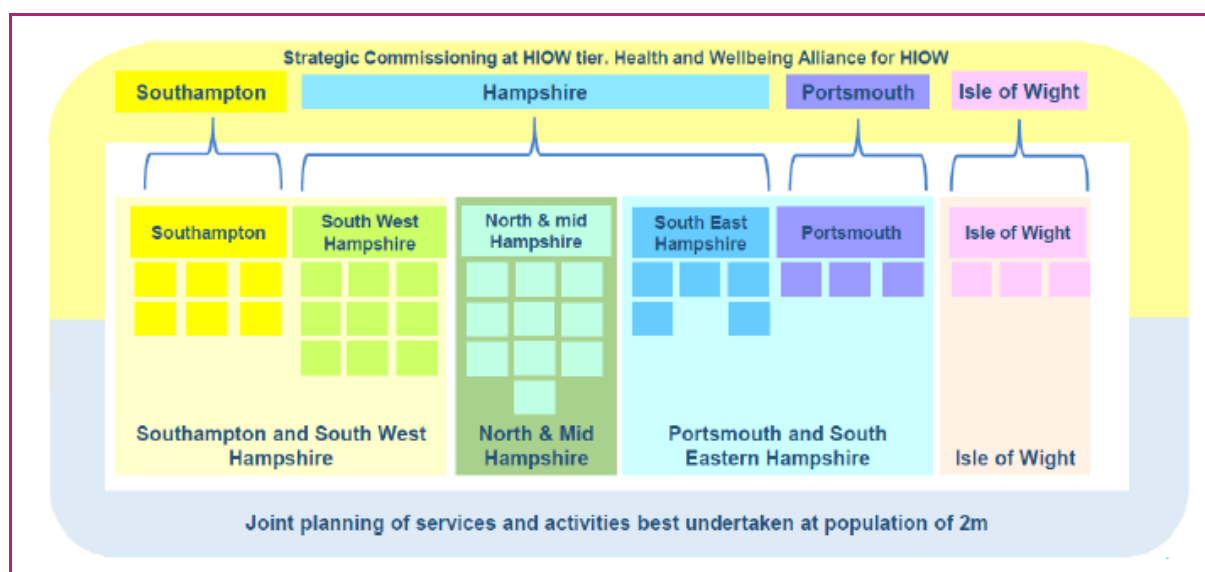 Strategic Commissioning at HIOW tier. Health and Wellbeing Alliance for HIOW
Southampton
Hampshire
Portsmouth
Isle of Wight
Southampton
South West
Hampshire
North & mid
Hampshire
South East
Hampshire
Portsmouth
Isle of Wight
Southampton and South West
Hampshire
North & Mid
Hampshire
Portsmouth and South
Eastern Hampshire
Isle of Wight
Joint planning of services and activities best undertaken at population of 2m